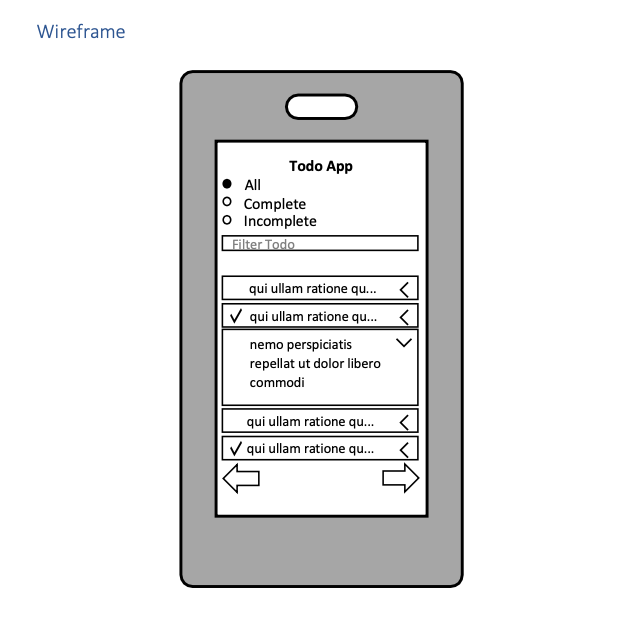 Wireframe
Todo App
All
Complete
Incomplete
Filter Todo
qui ullam ratione qu...
qui ullam ratione qu...
nemo perspiciatis
repellat ut dolor libero
commodi
qui ullam ratione qu...
qui ullam ratione qu...